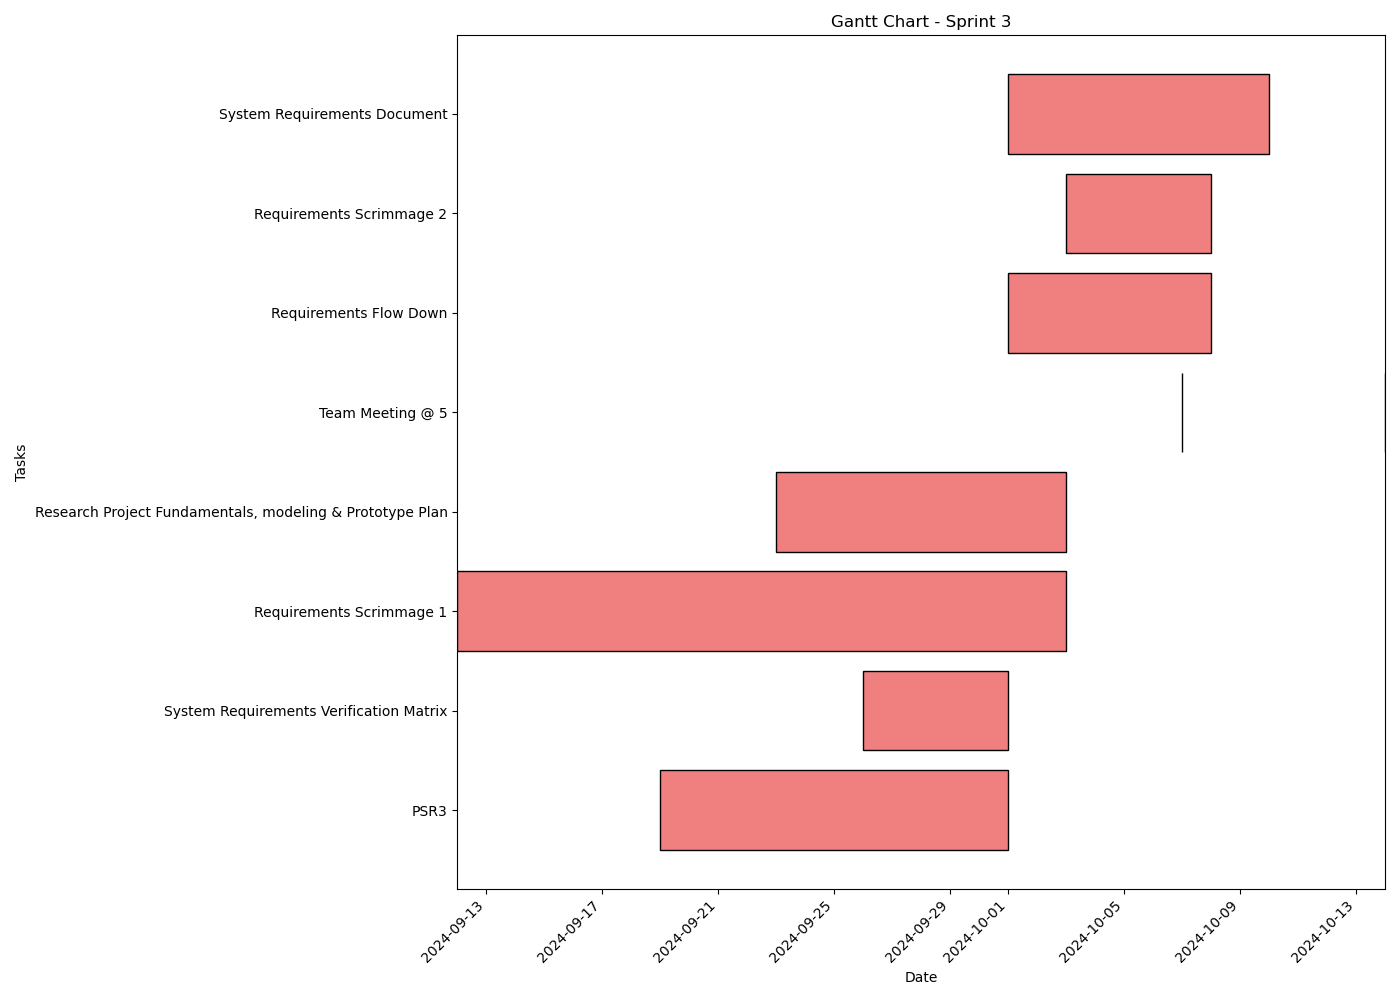 Gantt Chart - Sprint 3
System Requirements Document
Requirements Scrimmage 2
Requirements Flow Down
Team Meeting @ 5
Research Project Fundamentals, modeling & Prototype Plan
Requirements Scrimmage 1
System Requirements Verification Matrix
PSR3
Tasks
2024-09-13
2024-09-17
2024-09-21
2024-09-25
2024-09-29
2024-10-01
2024-10-05
2024-10-09
2024-10-13
Date